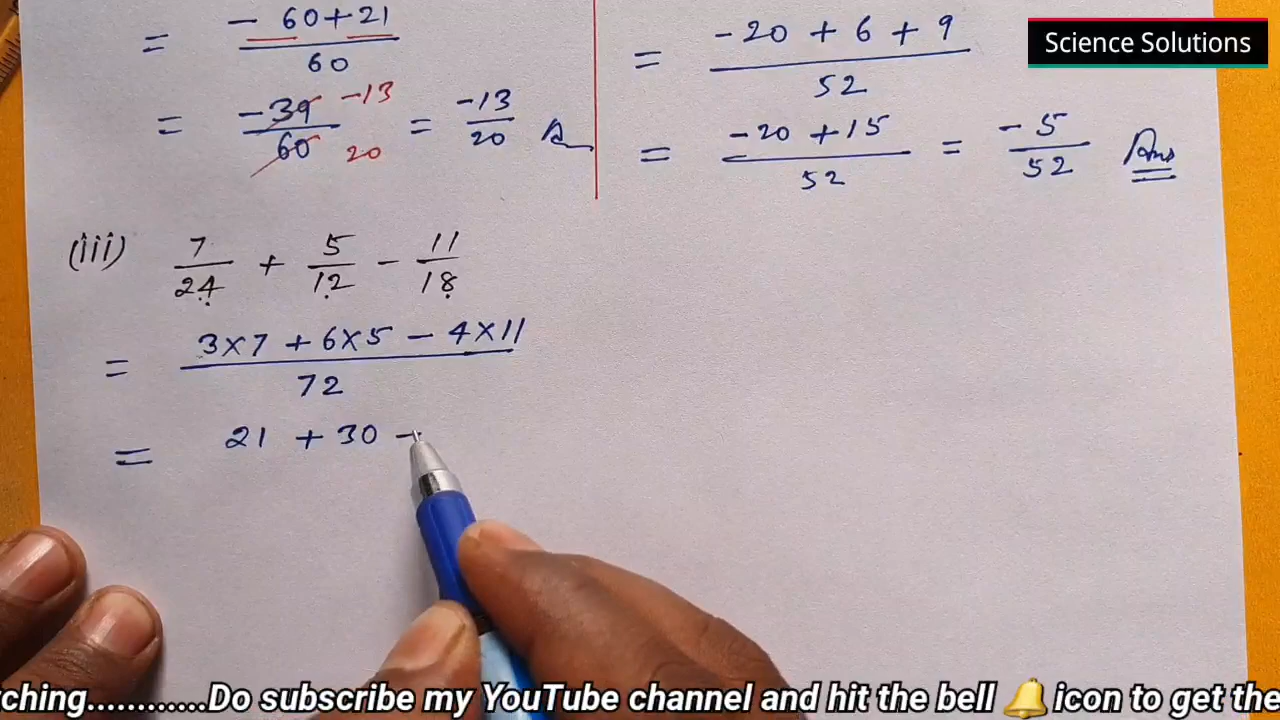 = - 60+21 / 60
= -39 / 60 -13 / 20 = -13 / 20 A
= -20 + 6 + 9 / 52
= -20 +15 / 52 = -5 / 52 Ans
(iii) 7/24 + 5/12 - 11/18
= 3×7 + 6×5 - 4×11 / 72
= 21 + 30 -
Science Solutions
tching............Do subscribe my YouTube channel and hit the bell 🔔 icon to get the